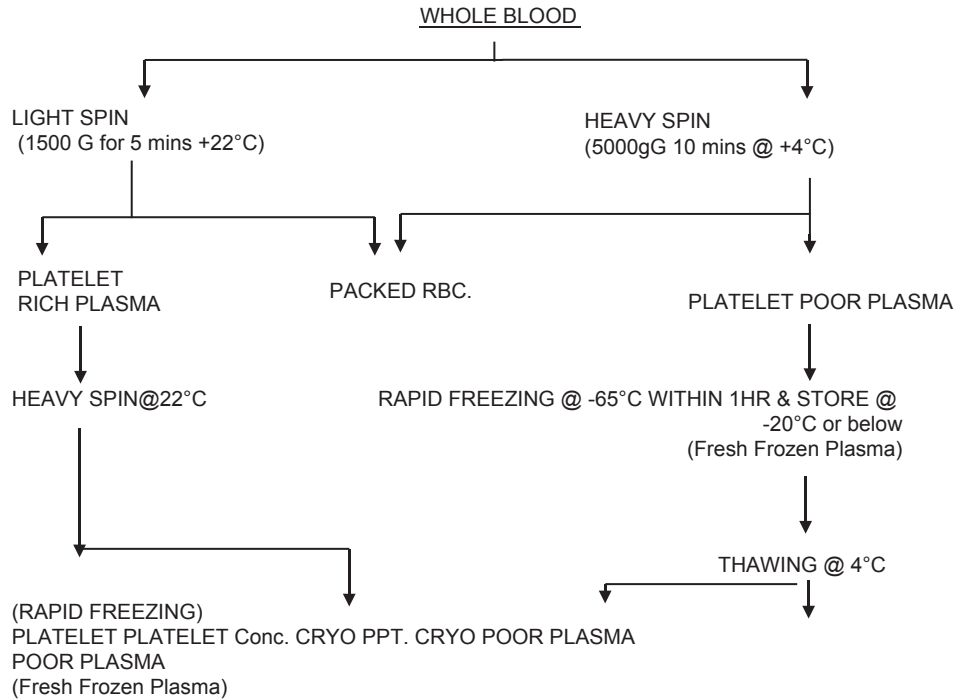 WHOLE BLOOD
LIGHT SPIN
(1500 G for 5 mins +22°C)
HEAVY SPIN
(5000gG 10 mins @ +4°C)
PLATELET
RICH PLASMA
PACKED RBC.
PLATELET POOR PLASMA
HEAVY SPIN@22°C
RAPID FREEZING @ -65°C WITHIN 1HR & STORE @
-20°C or below
(Fresh Frozen Plasma)
THAWING @ 4°C
(RAPID FREEZING)
PLATELET PLATELET Conc. CRYO PPT. CRYO POOR PLASMA
POOR PLASMA
(Fresh Frozen Plasma)